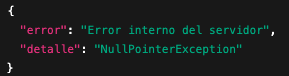 {
"error": "Error interno del servidor",
"detalle": "NullPointerException"
}